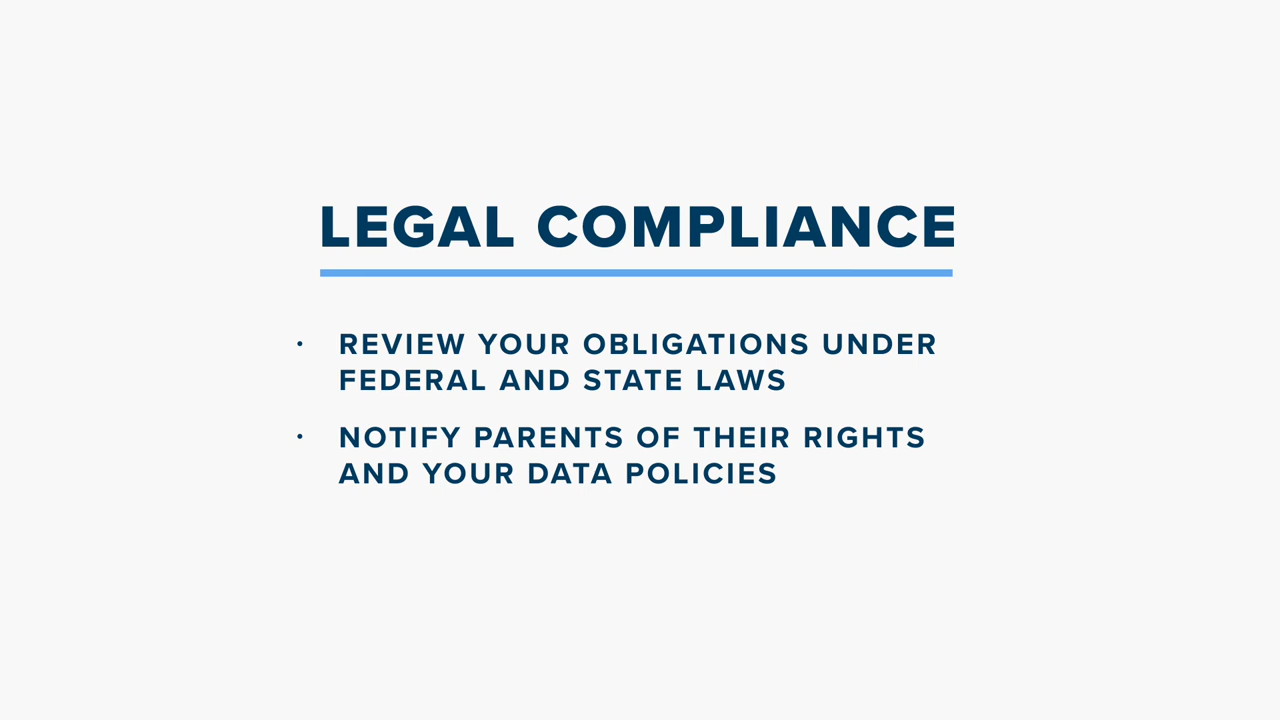 LEGAL COMPLIANCE
· REVIEW YOUR OBLIGATIONS UNDER
FEDERAL AND STATE LAWS
· NOTIFY PARENTS OF THEIR RIGHTS
AND YOUR DATA POLICIES